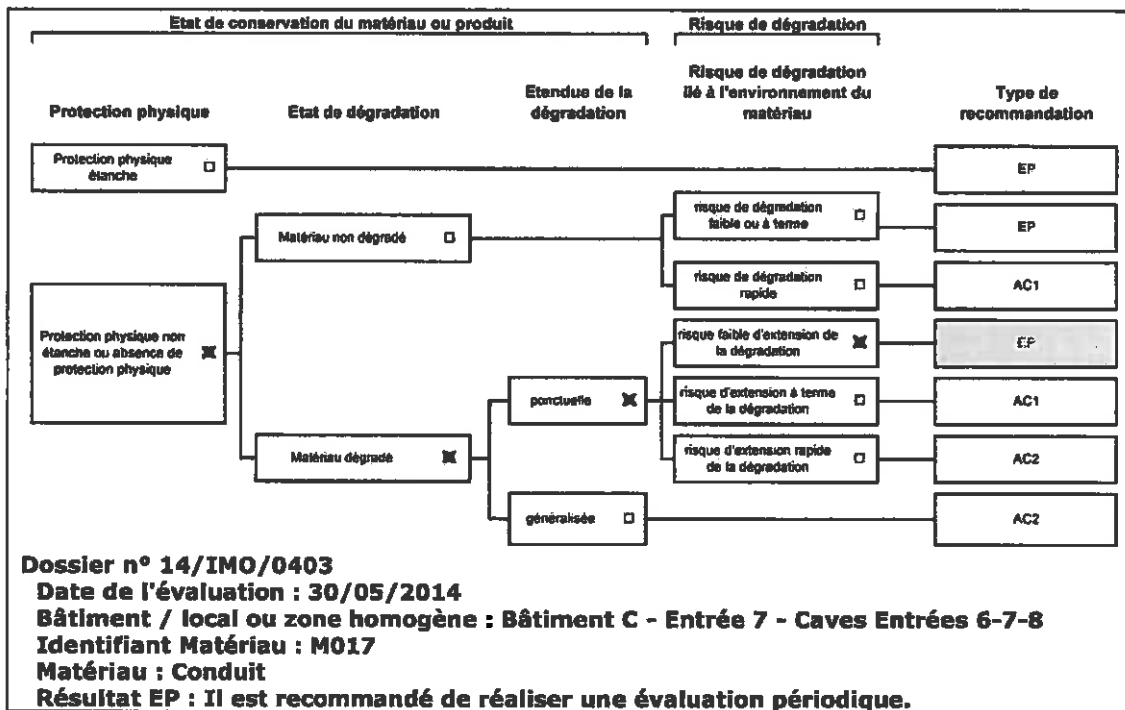 Etat de conservation du matériau ou produit
Risque de dégradation
Protection physique
Etat de dégradation
Etendue de la
dégradation
Risque de dégradation
lié à l'environnement du
matériau
Type de
recommandation
Protection physique
étanche
EP
risque de dégradation
faible ou à terme
EP
Matériau non dégradé
risque de dégradation
rapide
AC1
Protection physique non
étanche ou absence de
protection physique
risque faible d'extension de
la dégradation
EP
ponctuelle
risque d'extension à terme
de la dégradation
AC1
Matériau dégradé
risque d'extension rapide
de la dégradation
AC2
généralisée
AC2
Dossier n° 14/IMO/0403
Date de l'évaluation : 30/05/2014
Bâtiment / local ou zone homogène : Bâtiment C - Entrée 7 - Caves Entrées 6-7-8
Identifiant Matériau : M017
Matériau : Conduit
Résultat EP : Il est recommandé de réaliser une évaluation périodique.